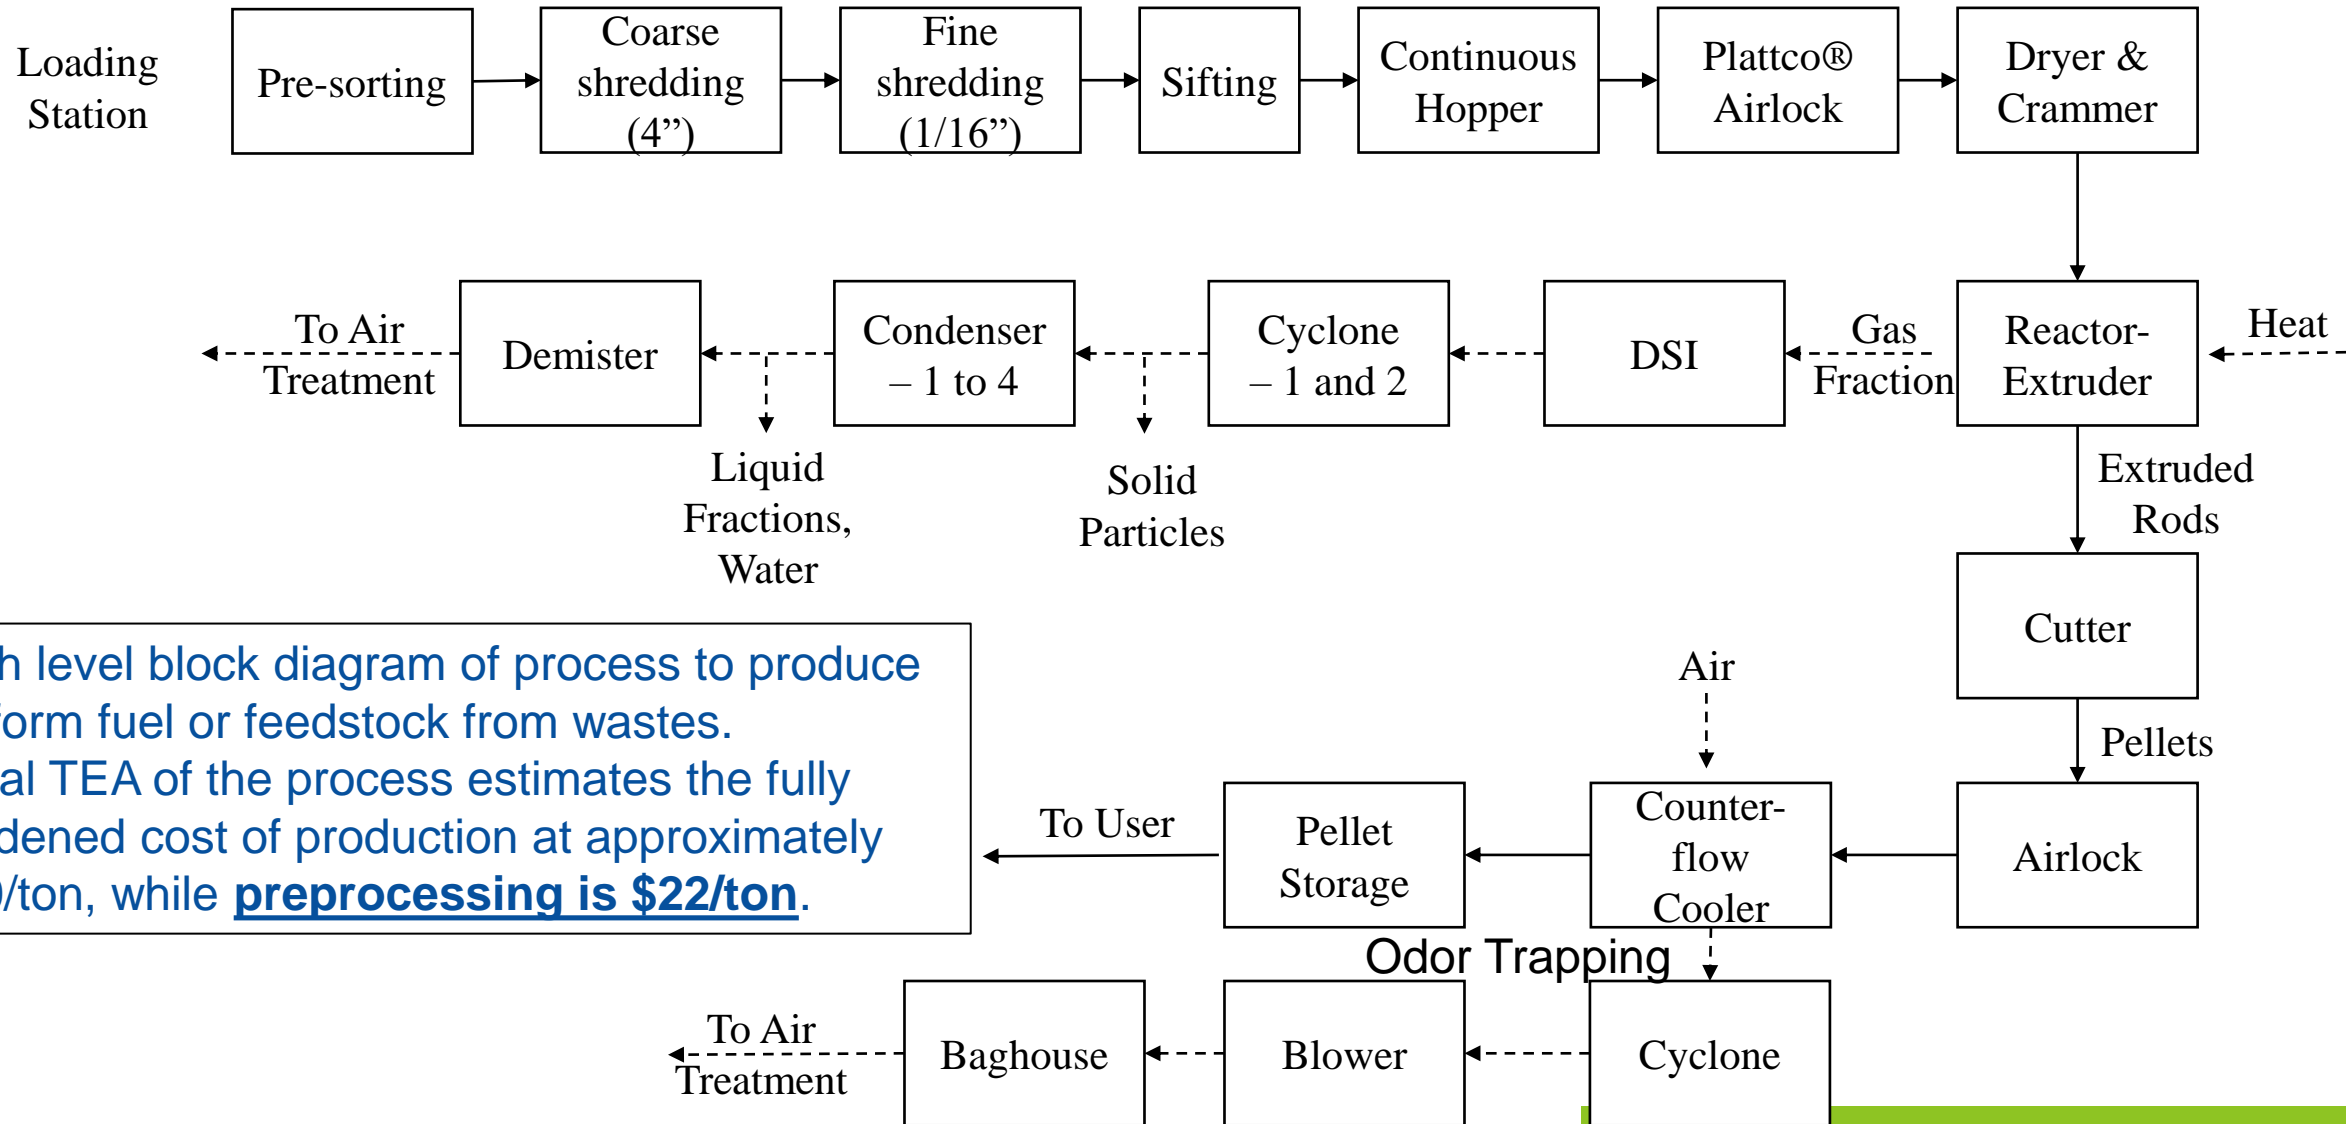 Loading
Station
Pre-sorting
Coarse
shredding
(4”)
Fine
shredding
(1/16”)
Sifting
Continuous
Hopper
Plattco®
Airlock
Dryer &
Crammer
To Air
Treatment
Demister
Condenser
– 1 to 4
Cyclone
– 1 and 2
DSI
Gas
Fraction
Reactor-
Extruder
Heat
Liquid
Fractions,
Water
Solid
Particles
Extruded
Rods
Cutter
level block diagram of process to produce
fuel or feedstock from wastes.
TEA of the process estimates the fully
cost of production at approximately
/ton, while preprocessing is $22/ton.
Air
Pellets
To User
Pellet
Storage
Counter-
flow
Cooler
Airlock
Odor Trapping
To Air
Treatment
Baghouse
Blower
Cyclone